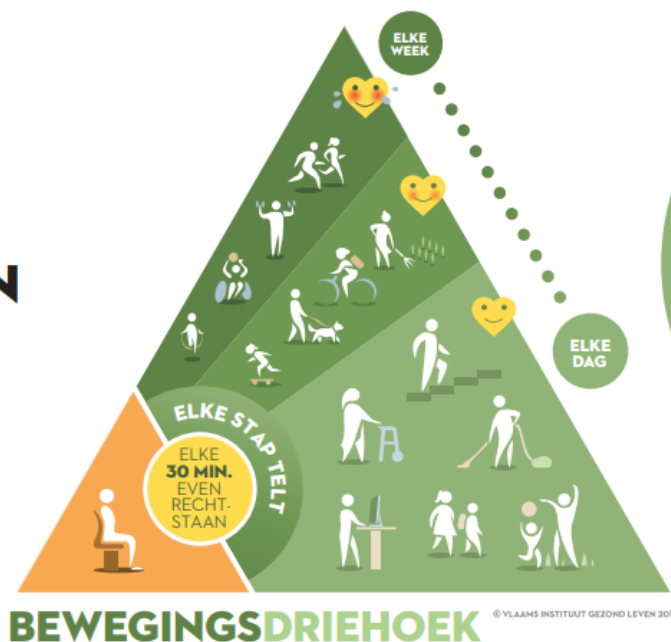 ELKE
WEEK
ELKE
DAG
ELKE STAP TELT
ELKE
30 MIN.
EVEN
RECHT-
STAAN
BEWEGINGSDRIEHOEK
© VLAAMS INSTITUUT GEZOND LEVEN